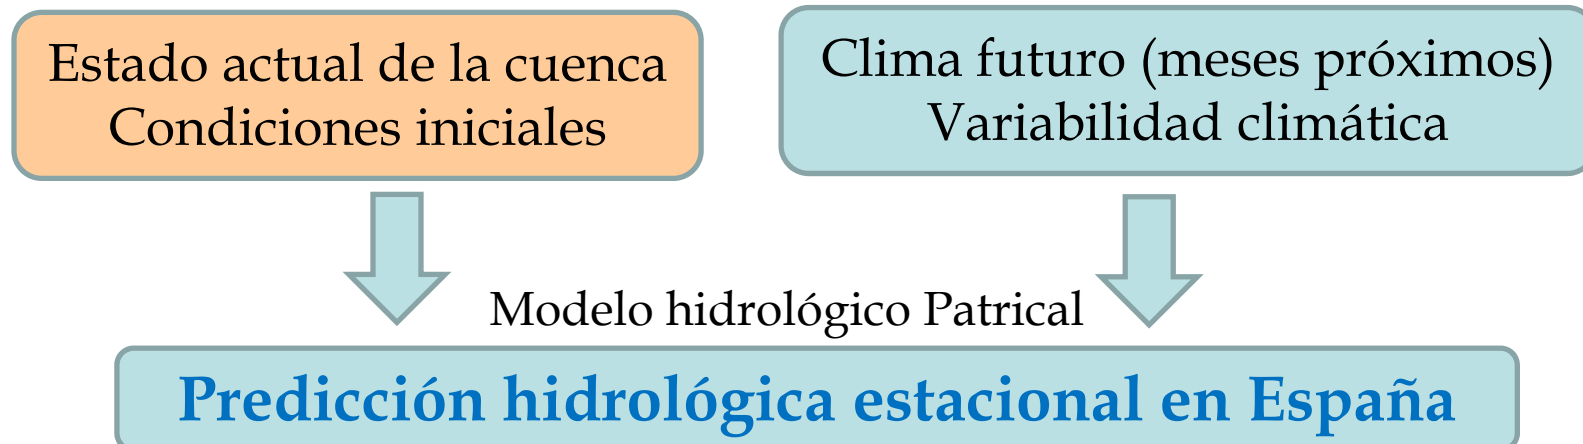 Estado actual de la cuenca
Condiciones iniciales
Clima futuro (meses próximos)
Variabilidad climática
Modelo hidrológico Patrical
Predicción hidrológica estacional en España